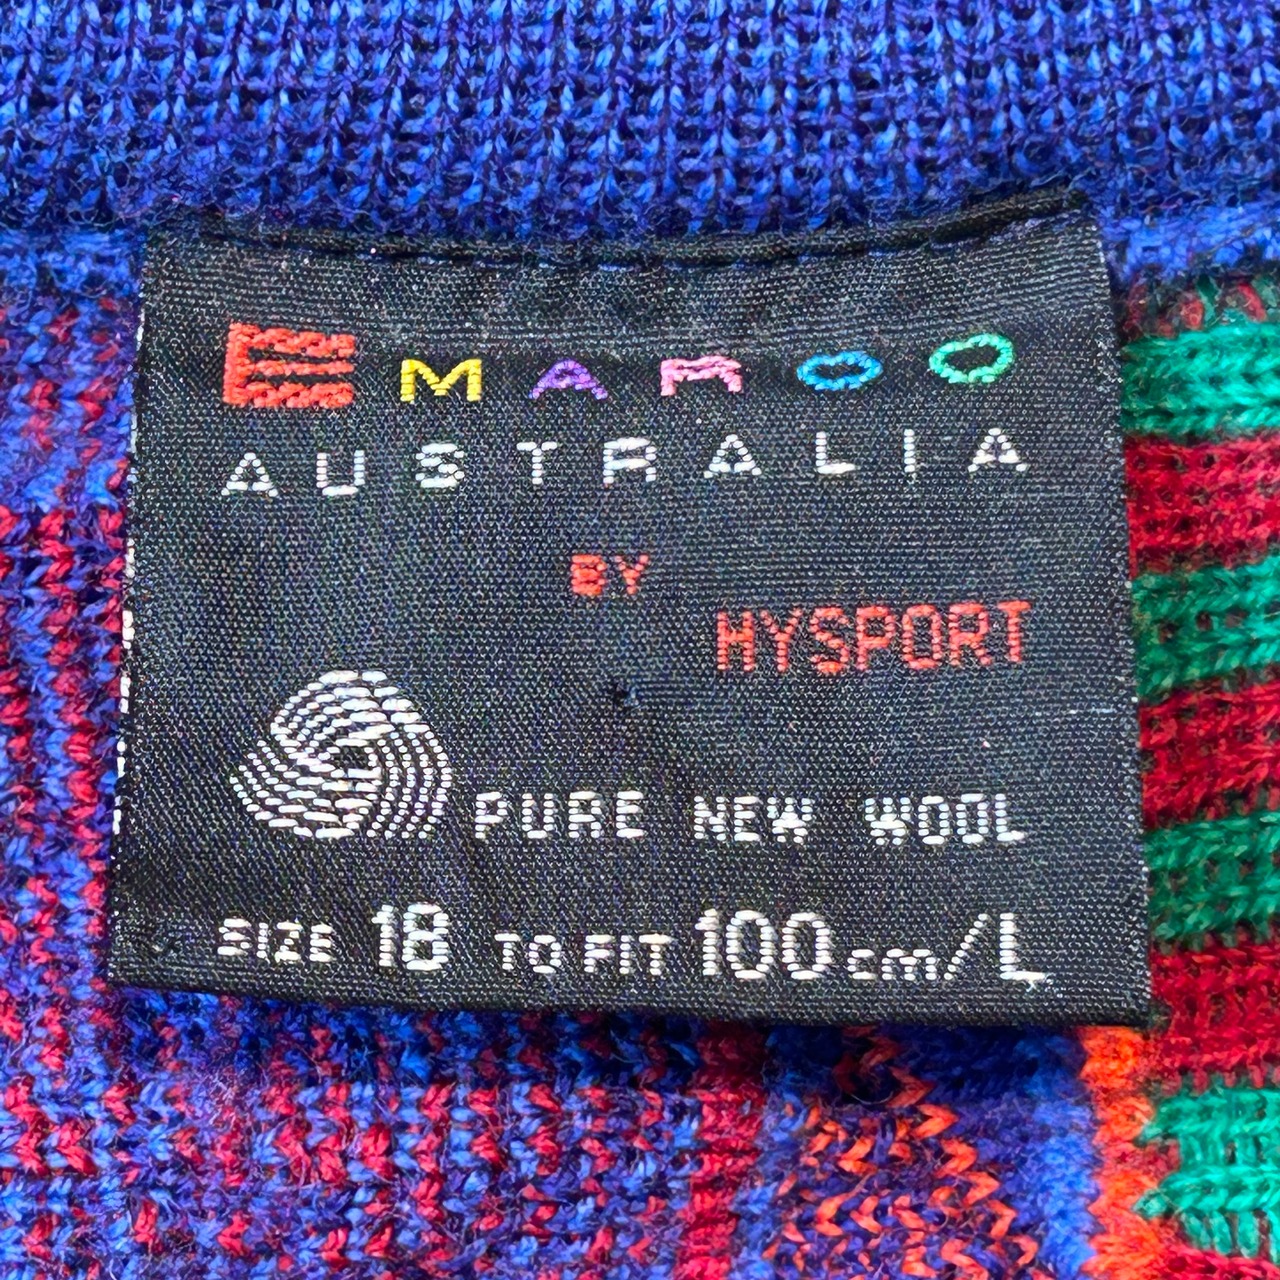 EMAROO
AUSTRALIA
BY
HYSPORT
PURE NEW WOOL
SIZE 18 TO FIT 100cm/L